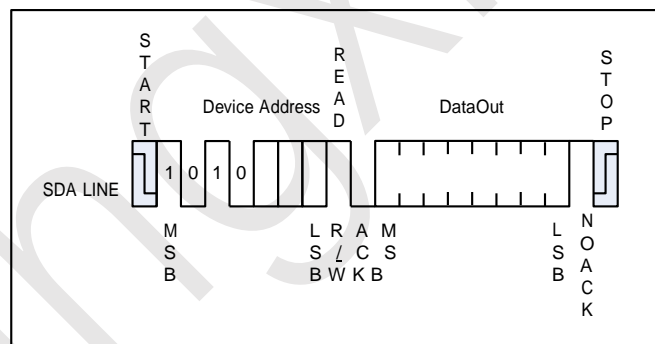 START
READ
STOP
Device Address
DataOut
SDA LINE
1 0 1 0
MSB
LSB
R/W
ACK
MSB
LSB
NOACK